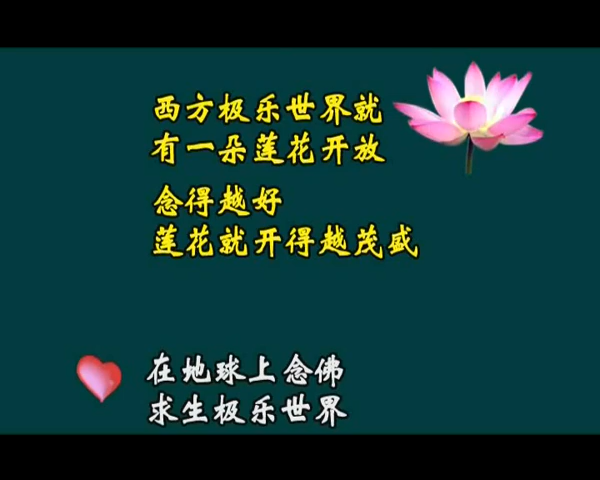 西方极乐世界就
有一朵莲花开放
念得越好
莲花就开得越茂盛
在地球上念佛
求生极乐世界